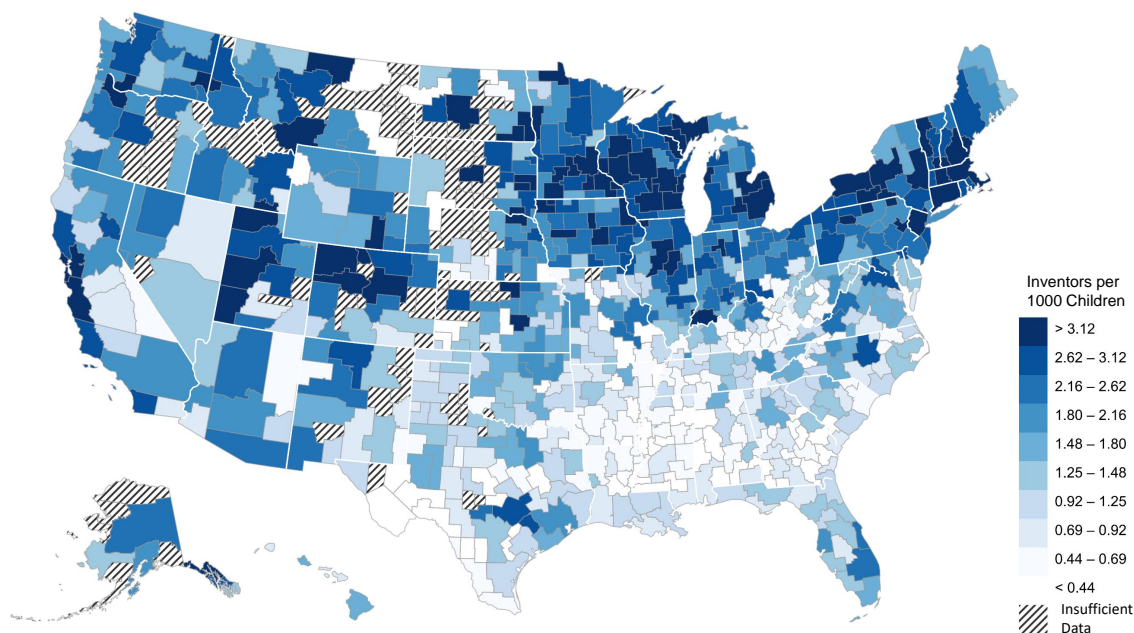 Inventors per
1000 Children
> 3.12
2.62 – 3.12
2.16 – 2.62
1.80 – 2.16
1.48 – 1.80
1.25 – 1.48
0.92 – 1.25
0.69 – 0.92
0.44 – 0.69
< 0.44
Insufficient
Data